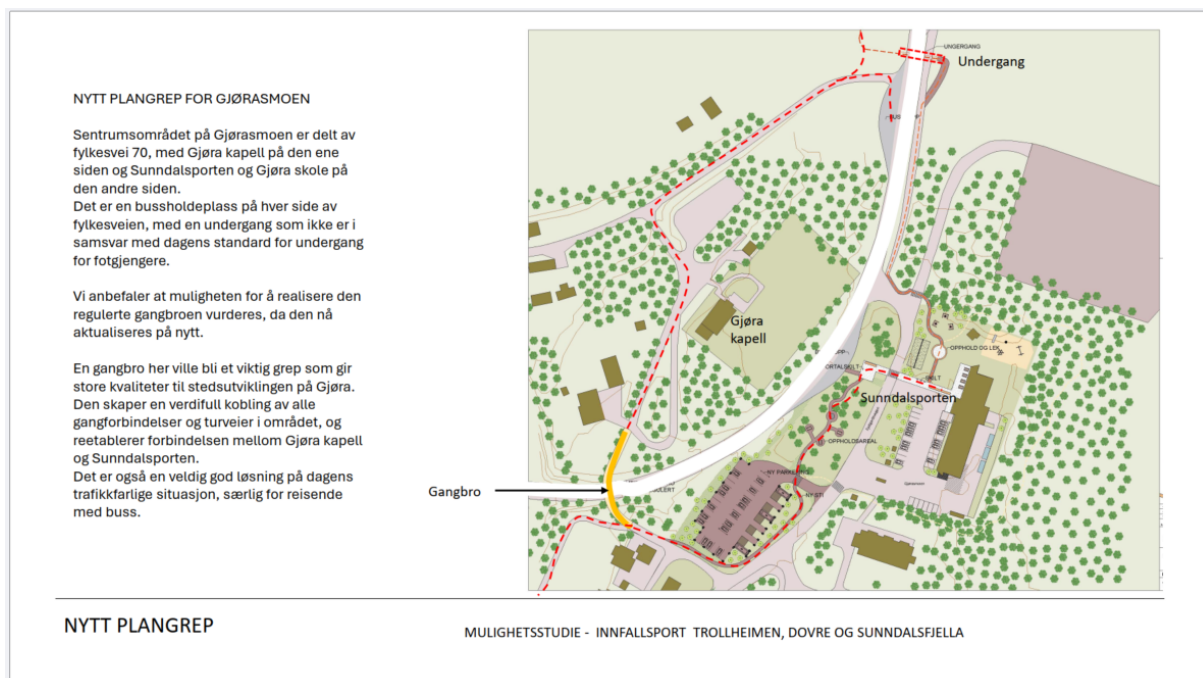 NYTT PLANGREP FOR GJØRASMOEN
Sentrumsområdet på Gjørasmoen er delt av
fylkesvei 70, med Gjøra kapell på den ene
siden og Sunndalsporten og Gjøra skole på
den andre siden.
Det er en bussholdeplass på hver side av
fylkesveien, med en undergang som ikke er i
samsvar med dagens standard for undergang
for fotgjengere.
Vi anbefaler at muligheten for å realisere den
regulerte gangbroen vurderes, da den nå
aktualiseres på nytt.
En gangbro her ville bli et viktig grep som gir
store kvaliteter til stedsutviklingen på Gjøra.
Den skaper en verdifull kobling av alle
gangforbindelser og turveier i området, og
reetablerer forbindelsen mellom Gjøra kapell
og Sunndalsporten.
Det er også en veldig god løsning på dagens
trafikkfarlige situasjon, særlig for reisende
med buss.
UNGERGANG
Undergang
BUS
Gjøra
kapell
OPPHOLD OG LEK
PORTALSKILT
SKILT
Sunndalsporten
OPPHOLDSAREAL
NY PARKERING
NY STI
Gangbro
NYTT PLANGREP
MULIGHETSSTUDIE - INNFALLSPORT TROLLHEIMEN, DOVRE OG SUNNDALSFJELLA